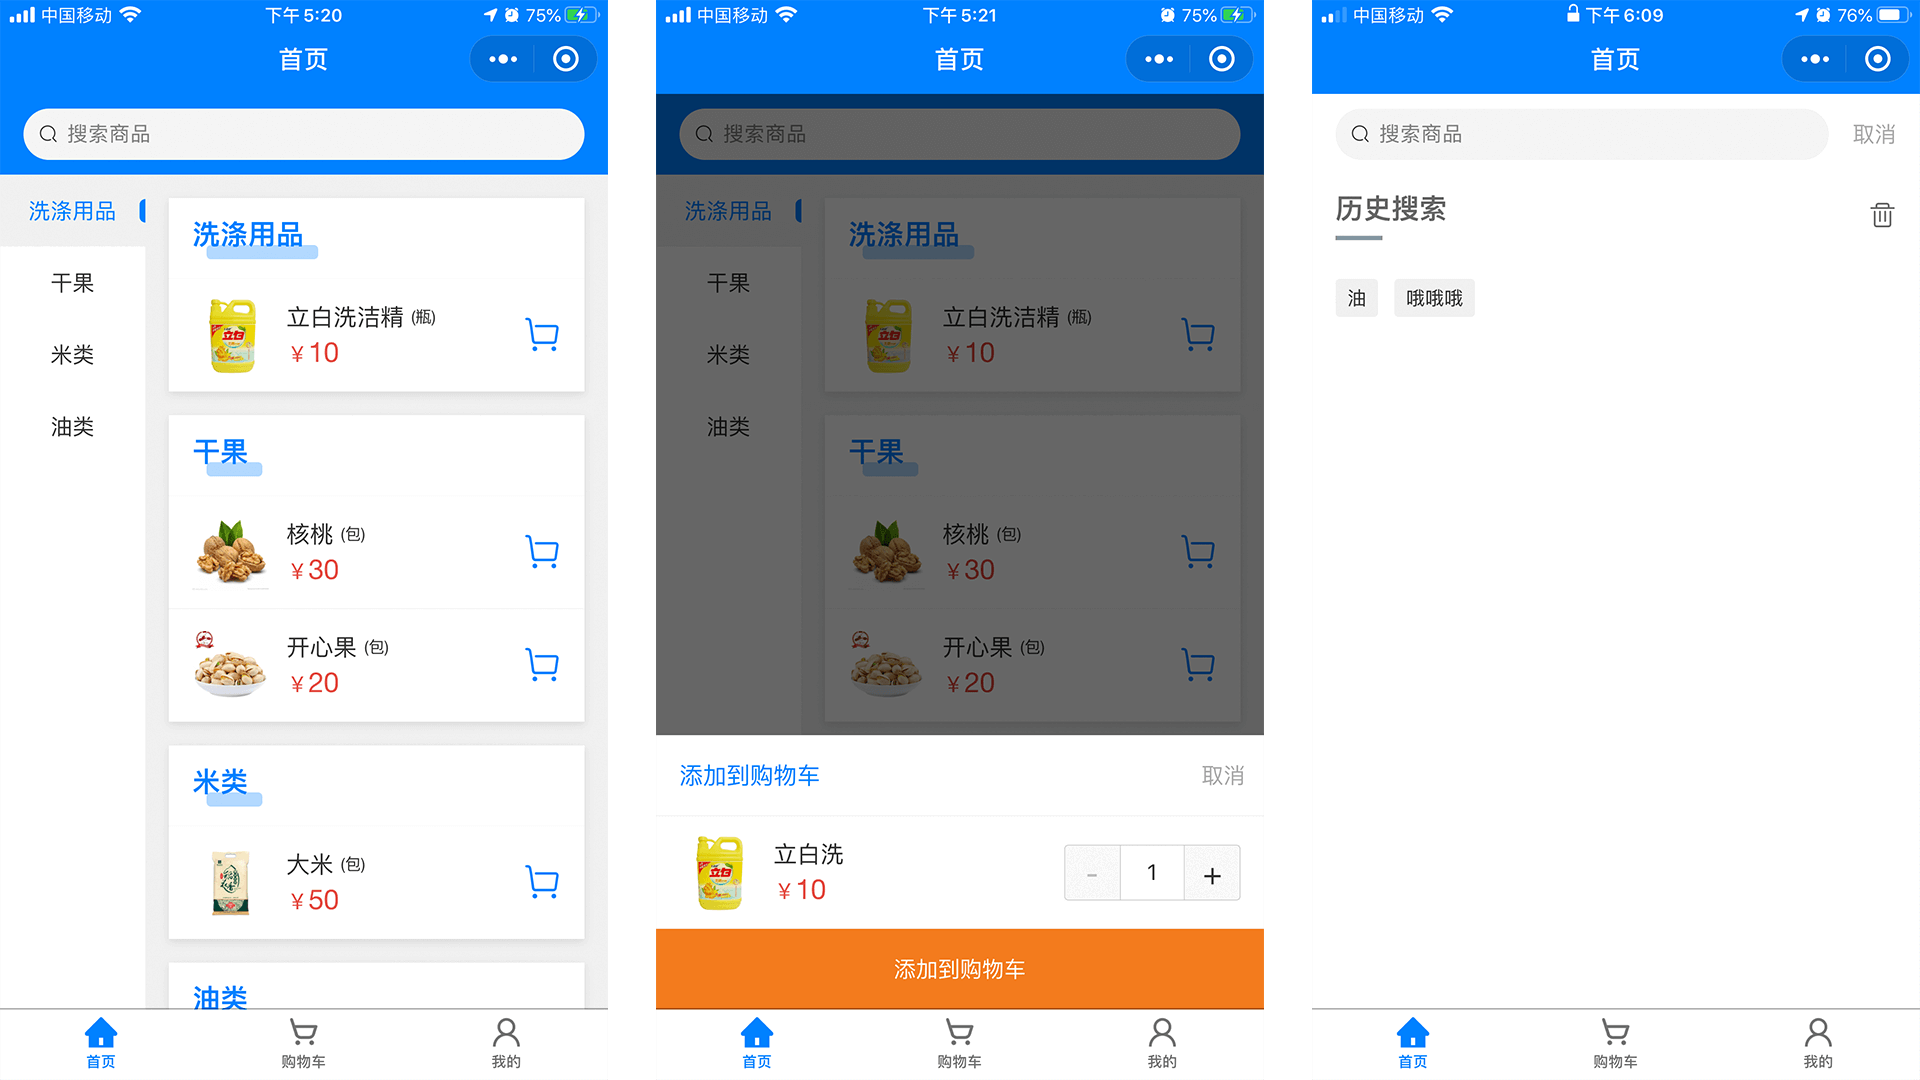 中国移动
下午 5:20
75%
首页
搜索商品
洗涤用品
干果
米类
油类
洗涤用品
立白
立白洗洁精 (瓶)
¥10
干果
核桃 (包)
¥30
开心果 (包)
¥20
米类
大米 (包)
¥50
油类
首页
购物车
我的
中国移动
下午 5:21
75%
首页
搜索商品
洗涤用品
干果
米类
油类
洗涤用品
立白
立白洗洁精 (瓶)
¥10
干果
核桃 (包)
¥30
开心果 (包)
¥20
添加到购物车
取消
立白
立白洗
¥10
- 1 +
添加到购物车
首页
购物车
我的
中国移动
下午 6:09
76%
首页
搜索商品
取消
历史搜索
油
哦哦哦
首页
购物车
我的